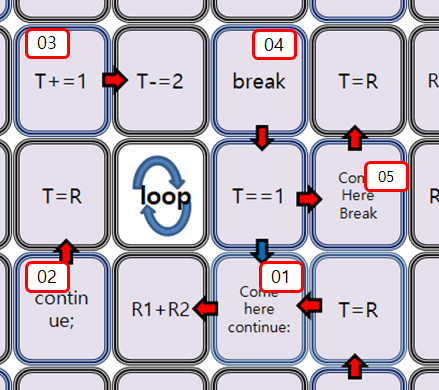 03
04
T+=1
T-=2
break
T=R
R
T=R
loop
T==1
05
Here
Break
R
02
01
contin
ue;
R1+R2
Come
here
continue:
T=R